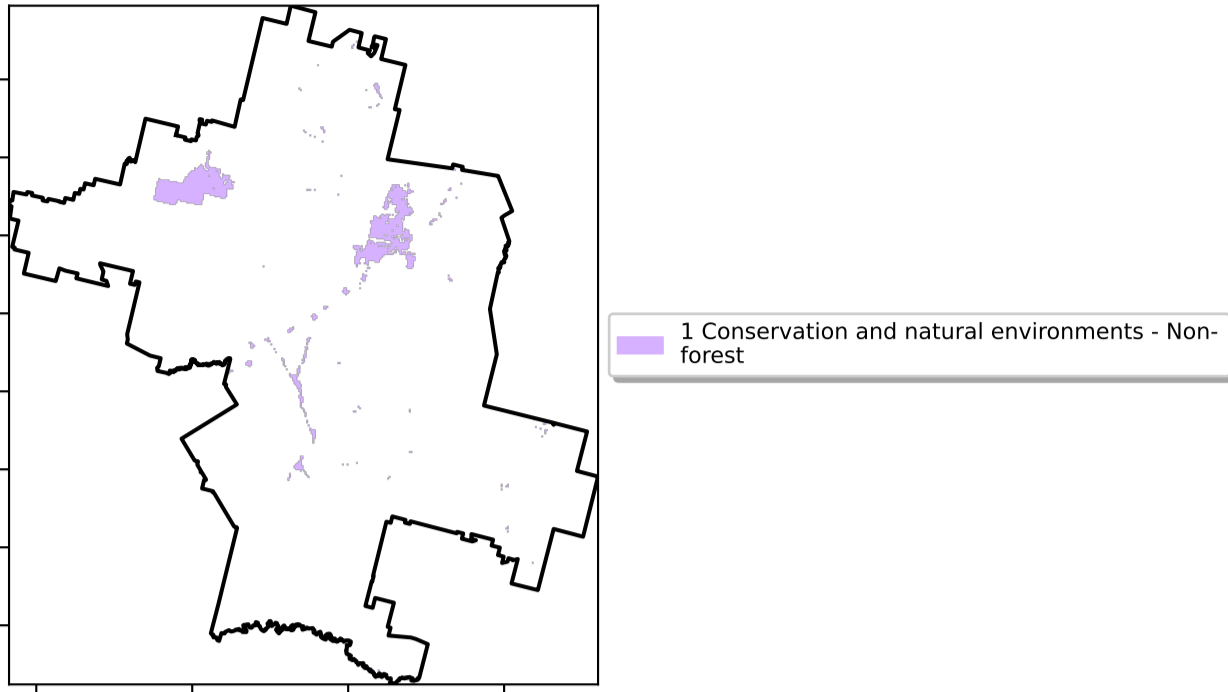 1 Conservation and natural environments - Non-
forest